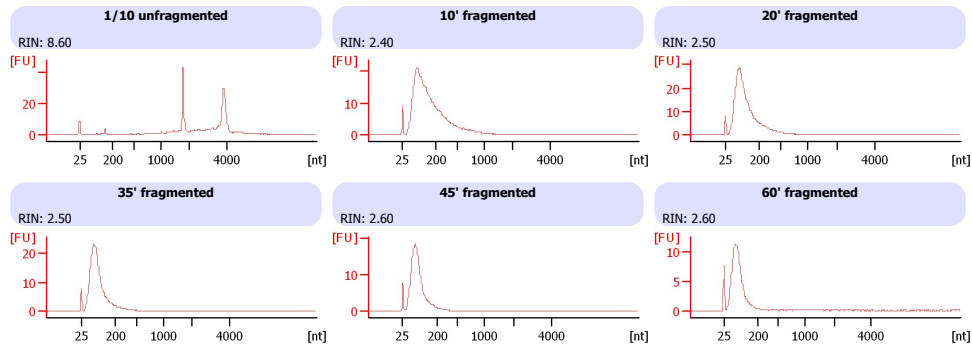 1/10 unfragmented
RIN: 8.60
[FU]
20
0
25 200 1000 4000 [nt]
10' fragmented
RIN: 2.40
[FU]
10
0
25 200 1000 4000 [nt]
20' fragmented
RIN: 2.50
[FU]
20
10
0
25 200 1000 4000 [nt]
35' fragmented
RIN: 2.50
[FU]
20
10
0
25 200 1000 4000 [nt]
45' fragmented
RIN: 2.60
[FU]
10
0
25 200 1000 4000 [nt]
60' fragmented
RIN: 2.60
[FU]
10
5
0
25 200 1000 4000 [nt]